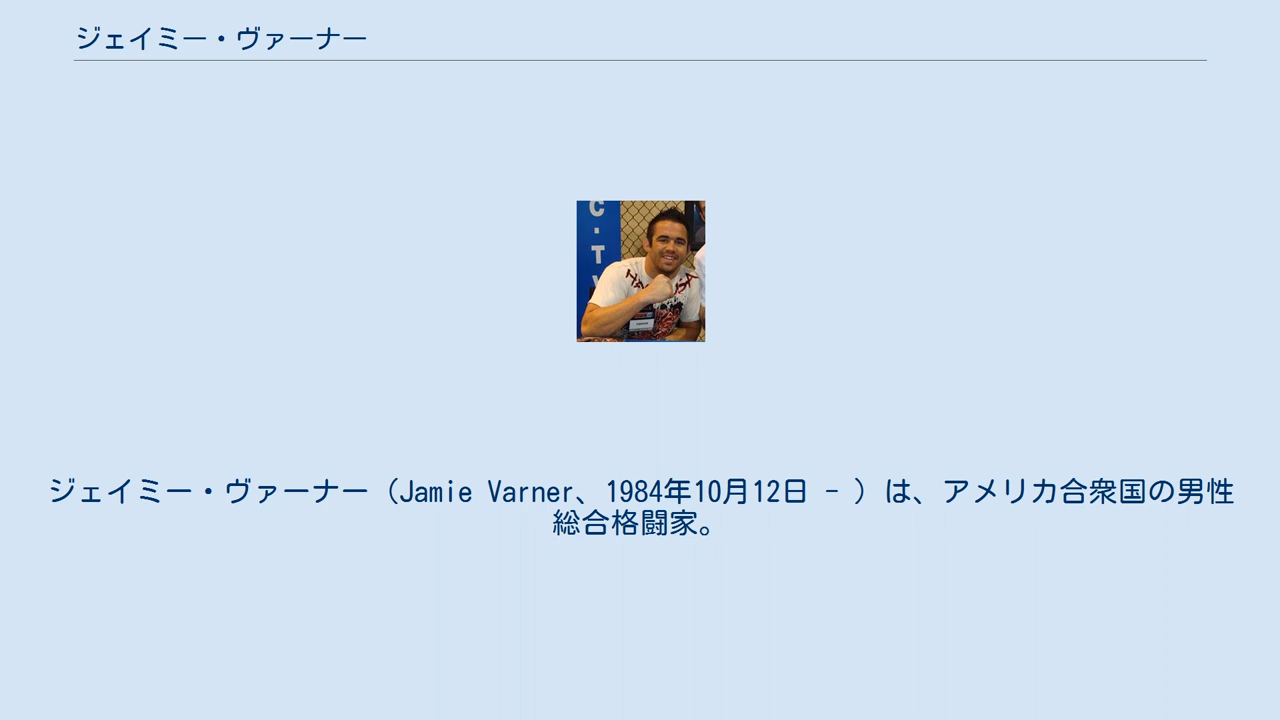 ジェイミー・ヴァーナー
C
・
T
ジェイミー・ヴァーナー（Jamie Varner、1984年10月12日 - ）は、アメリカ合衆国の男性
総合格闘家。